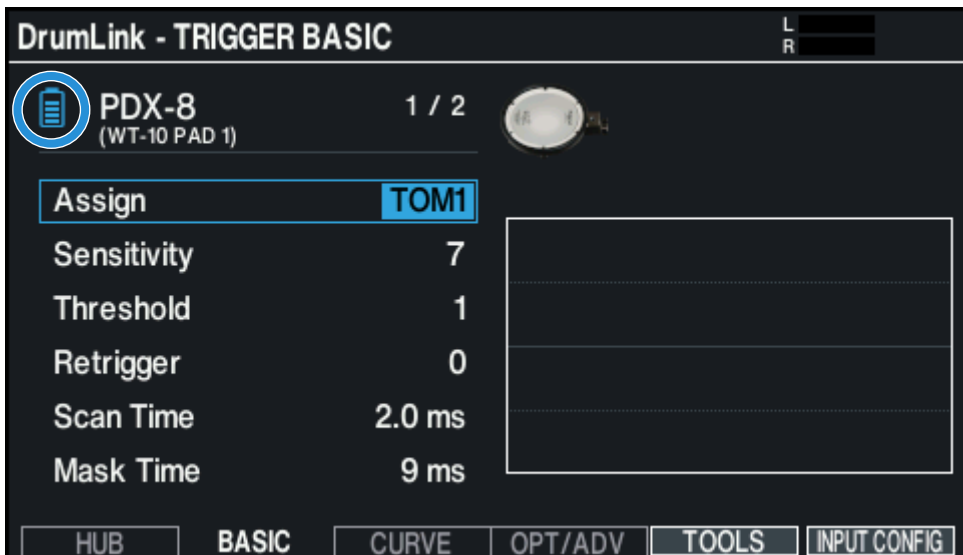 DrumLink - TRIGGER BASIC
L
R
PDX-8 1 / 2
(WT-10 PAD 1)
Assign TOM1
Sensitivity 7
Threshold 1
Retrigger 0
Scan Time 2.0 ms
Mask Time 9 ms
HUB BASIC CURVE OPT/ADV TOOLS INPUT CONFIG